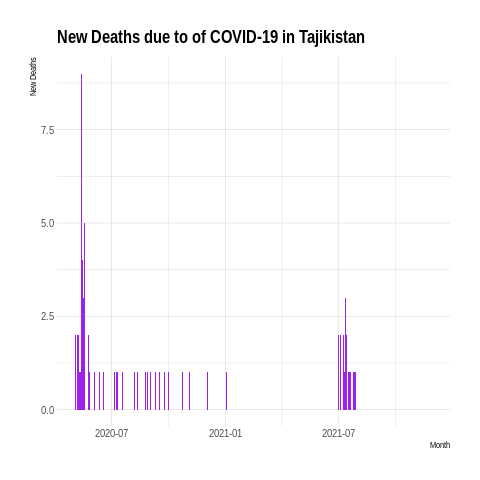 New Deaths due to of COVID-19 in Tajikistan
New Deaths
7.5
5.0
2.5
0.0
2020-07
2021-01
2021-07
Month